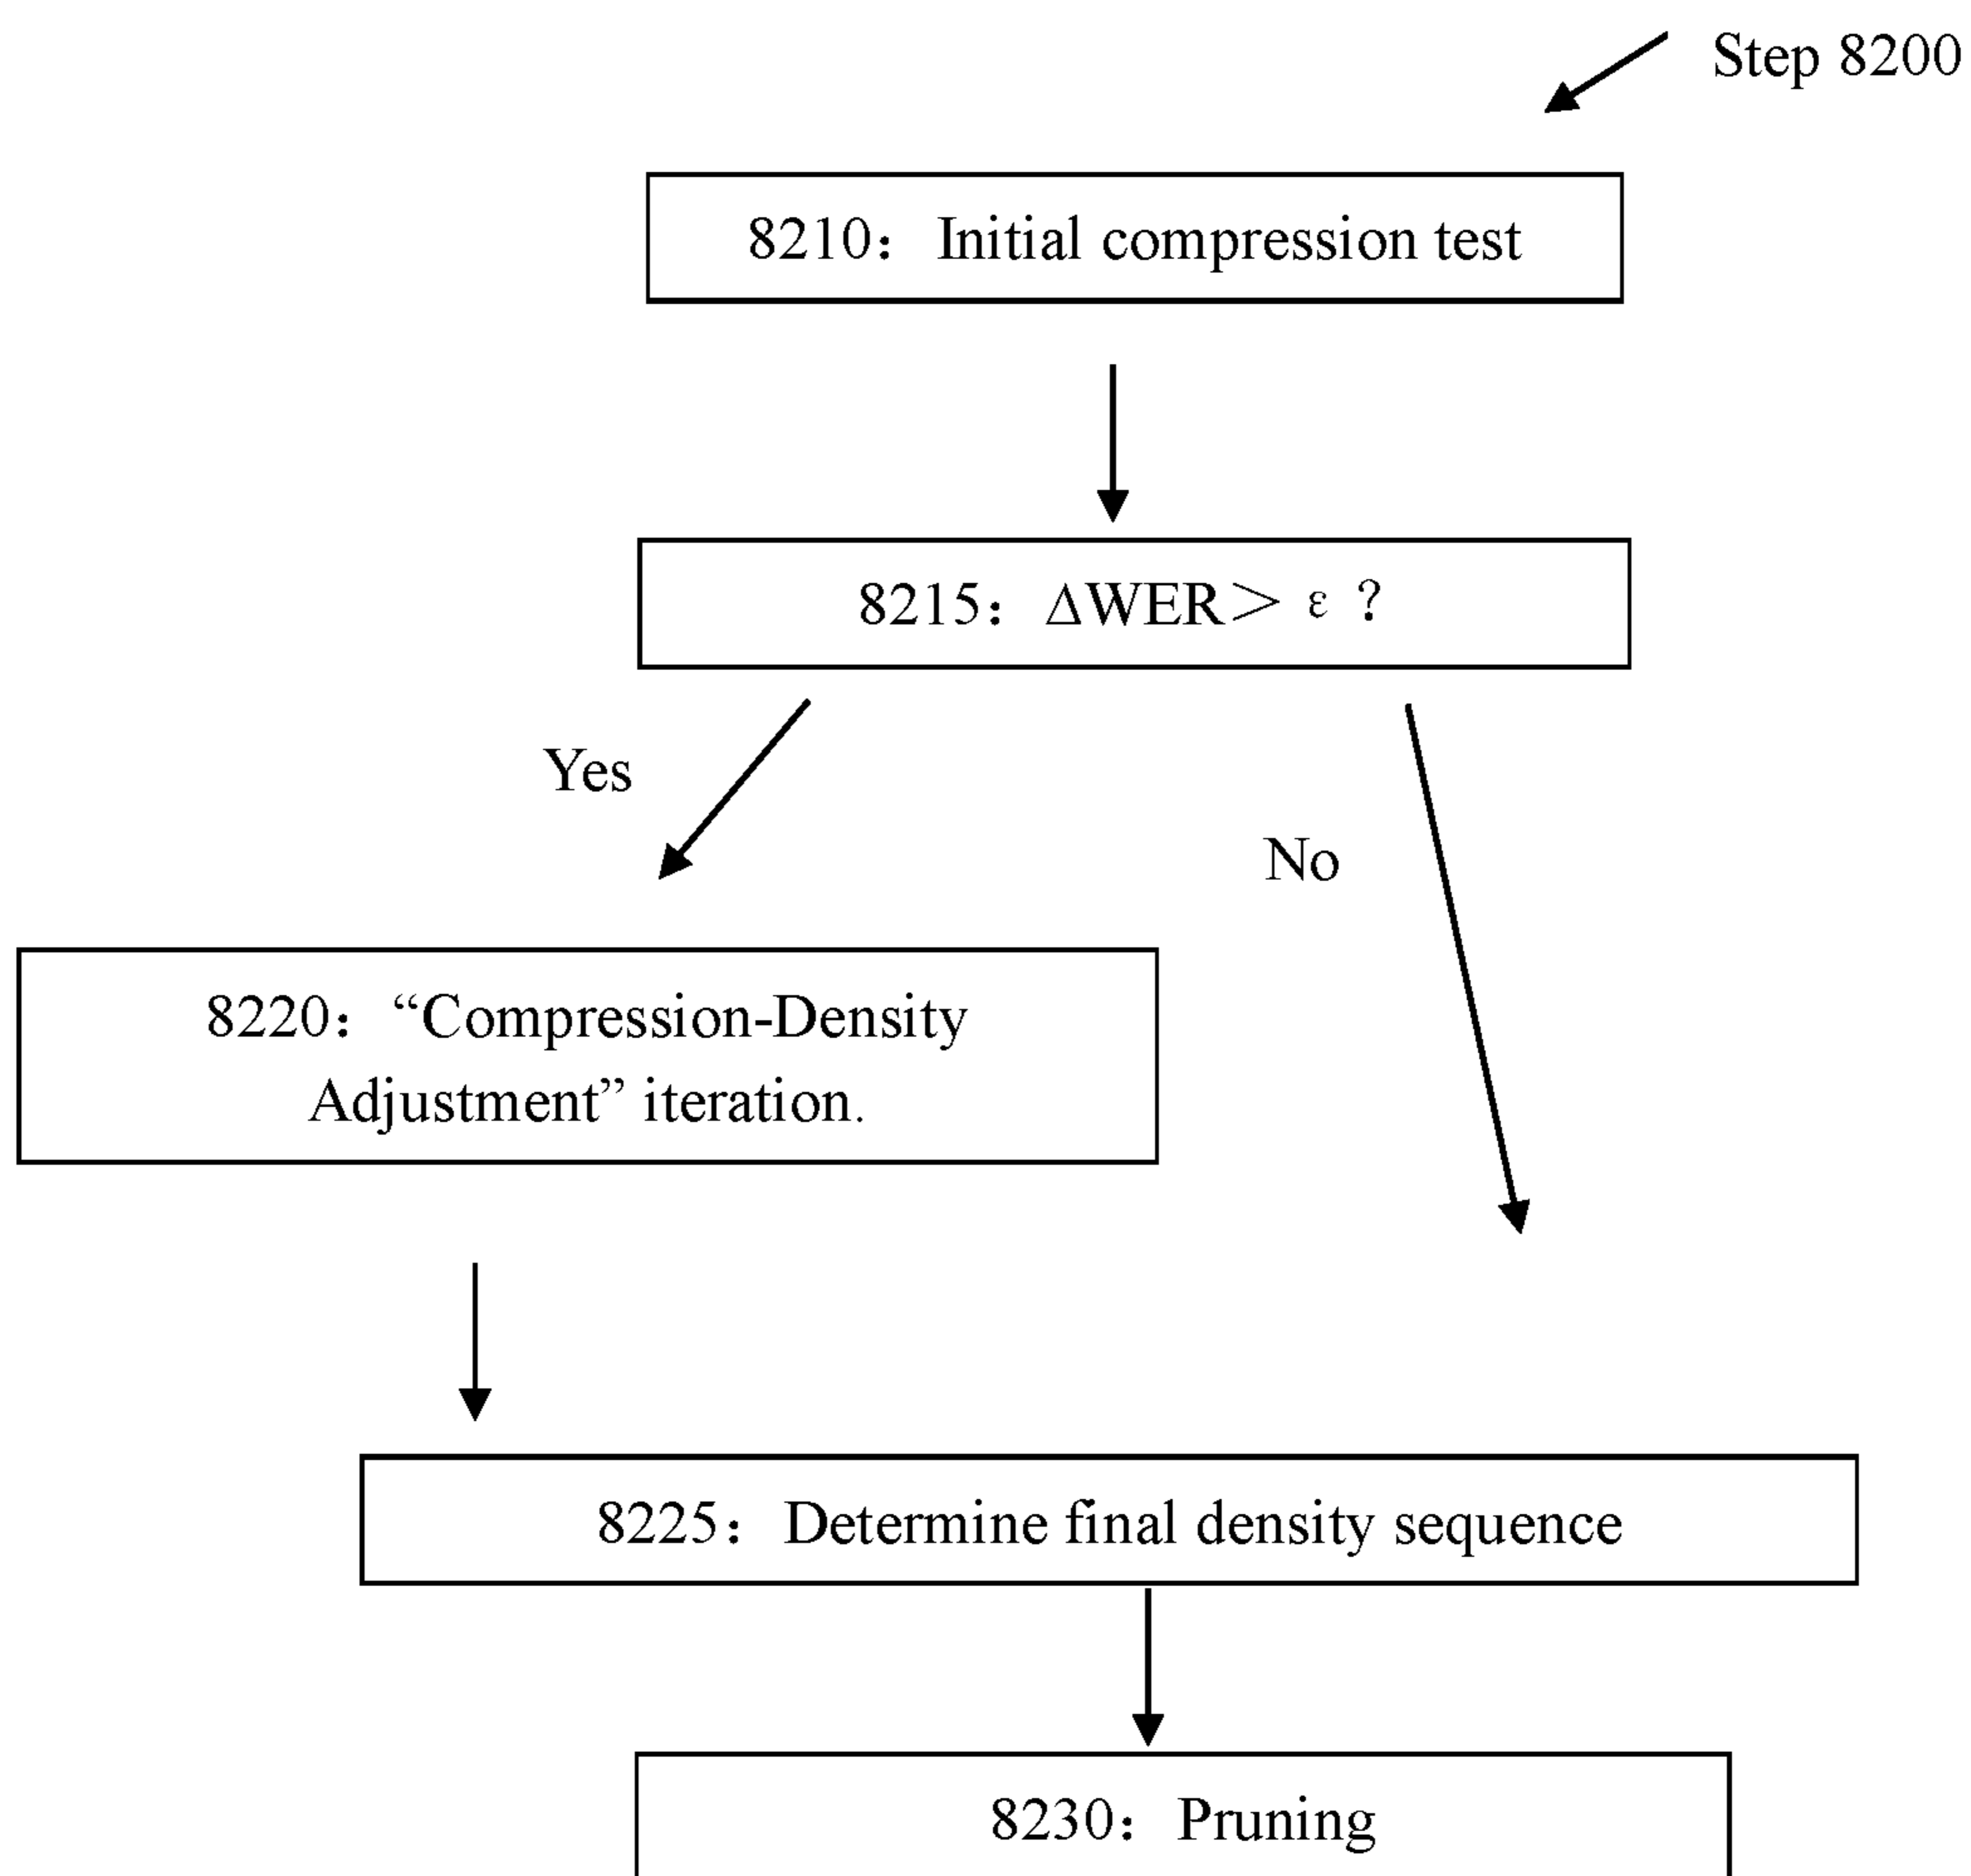 Step 8200
8210： Initial compression test
8215： ΔWER＞ ε ?
Yes
No
8220： “Compression-Density
Adjustment” iteration.
8225： Determine final density sequence
8230： Pruning